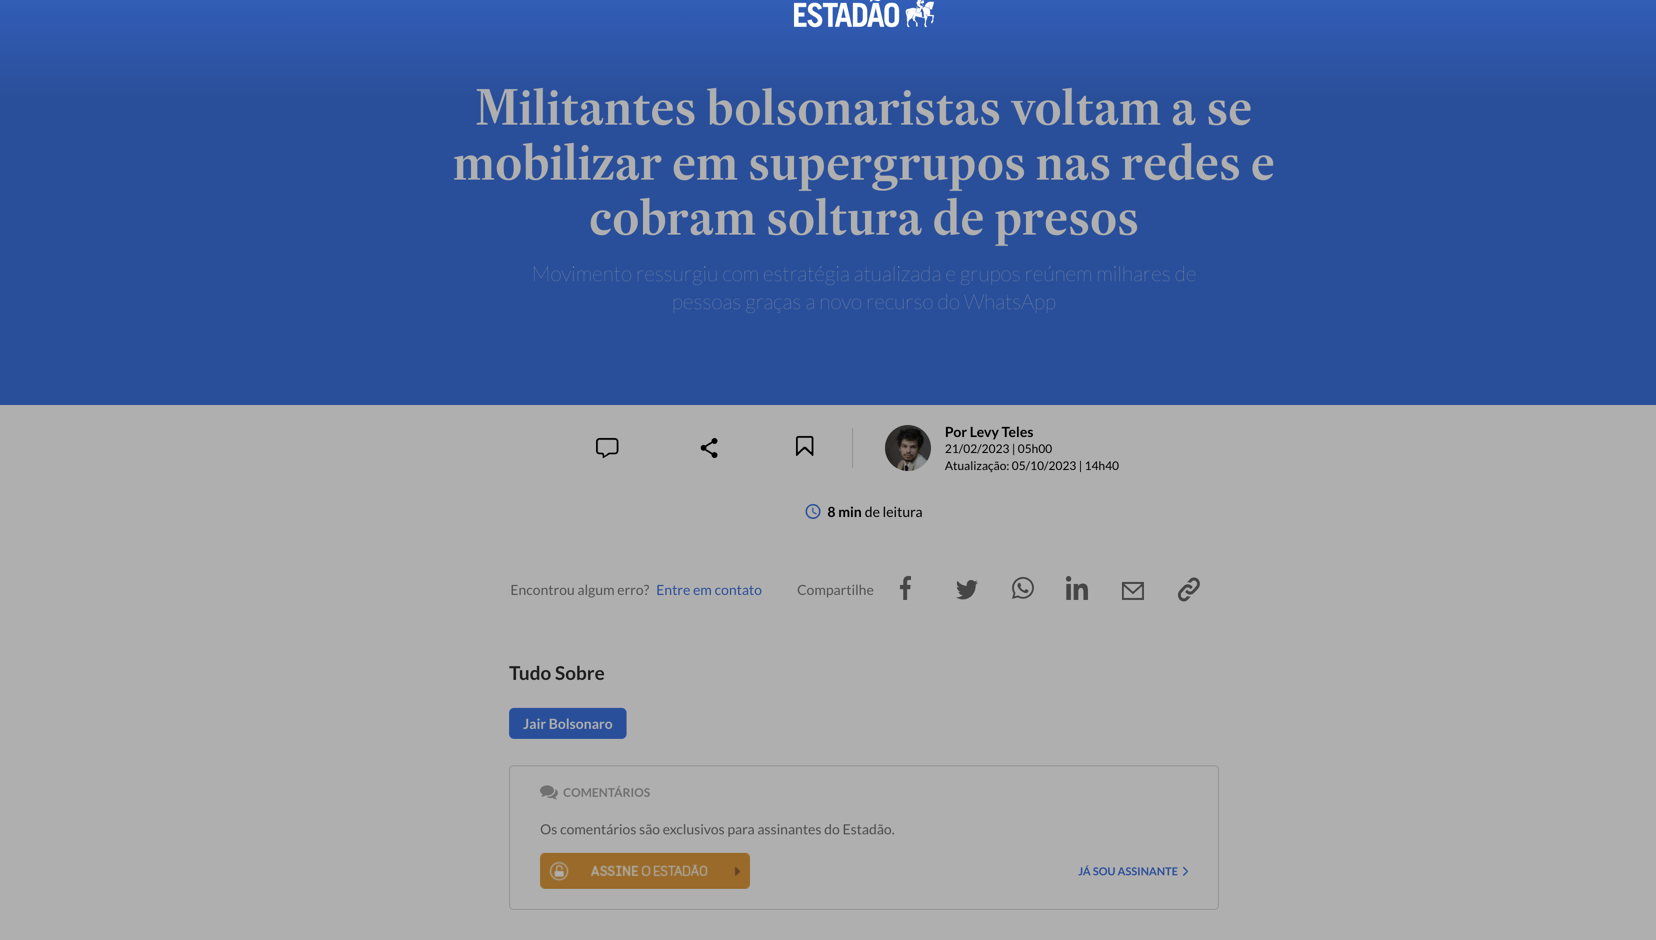 ESTADÃO
Militantes bolsonaristas voltam a se
mobilizar em supergrupos nas redes e
cobram soltura de presos
Movimento ressurgiu com estratégia atualizada e grupos reúnem milhares de
pessoas graças a novo recurso do WhatsApp
Por Levy Teles
21/02/2023 | 05h00
Atualização: 05/10/2023 | 14h40
8 min de leitura
Encontrou algum erro? Entre em contato Compartilhe
Tudo Sobre
Jair Bolsonaro
COMENTÁRIOS
Os comentários são exclusivos para assinantes do Estadão.
ASSINE O ESTADÃO
JÁ SOU ASSINANTE